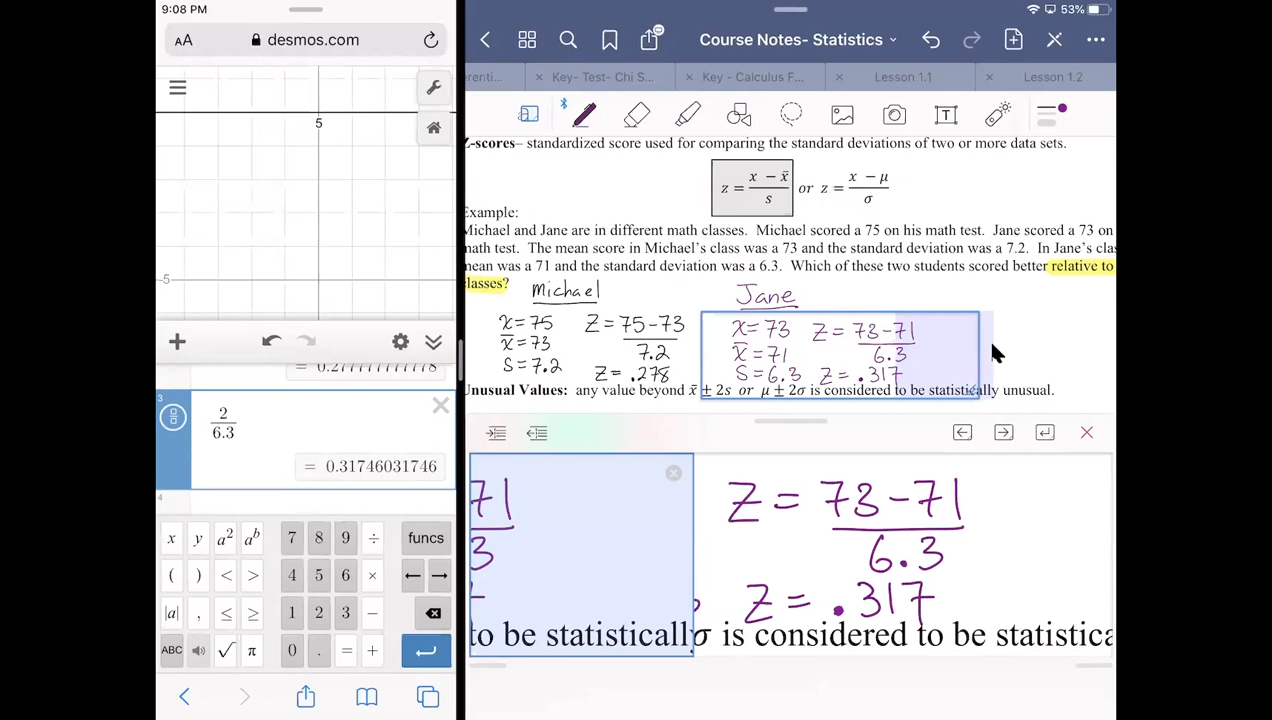 9:08 PM
53%
AA desmos.com
Course Notes- Statistics
Key- Test- Chi S...
Key - Calculus F...
Lesson 1.1
Lesson 1.2
5
-5
0.27777777778
3
2
6.3
= 0.31746031746
4
x y a² aᵇ 7 8 9 ÷ funcs
( ) < > 4 5 6 ×
|a| , ≤ ≥ 1 2 3 −
ABC √ π 0 . = +
Z-scores– standardized score used for comparing the standard deviations of two or more data sets.
z = (x − x̄)/s or z = (x − μ)/σ
Example:
Michael and Jane are in different math classes. Michael scored a 75 on his math test. Jane scored a 73 on
math test. The mean score in Michael's class was a 73 and the standard deviation was a 7.2. In Jane's
mean was a 71 and the standard deviation was a 6.3. Which of these two students scored better relative to
classes?
Michael
x = 75
x̄ = 73
S = 7.2
Z = 75-73
7.2
Z = .278
Jane
x = 73
x̄ = 71
S = 6.3
Z = 73-71
6.3
Z = .317
Unusual Values: any value beyond x̄ ± 2s or μ ± 2σ is considered to be statistically unusual.
71
3
Z = 73-71
6.3
Z = .317
to be statistically
σ is considered to be